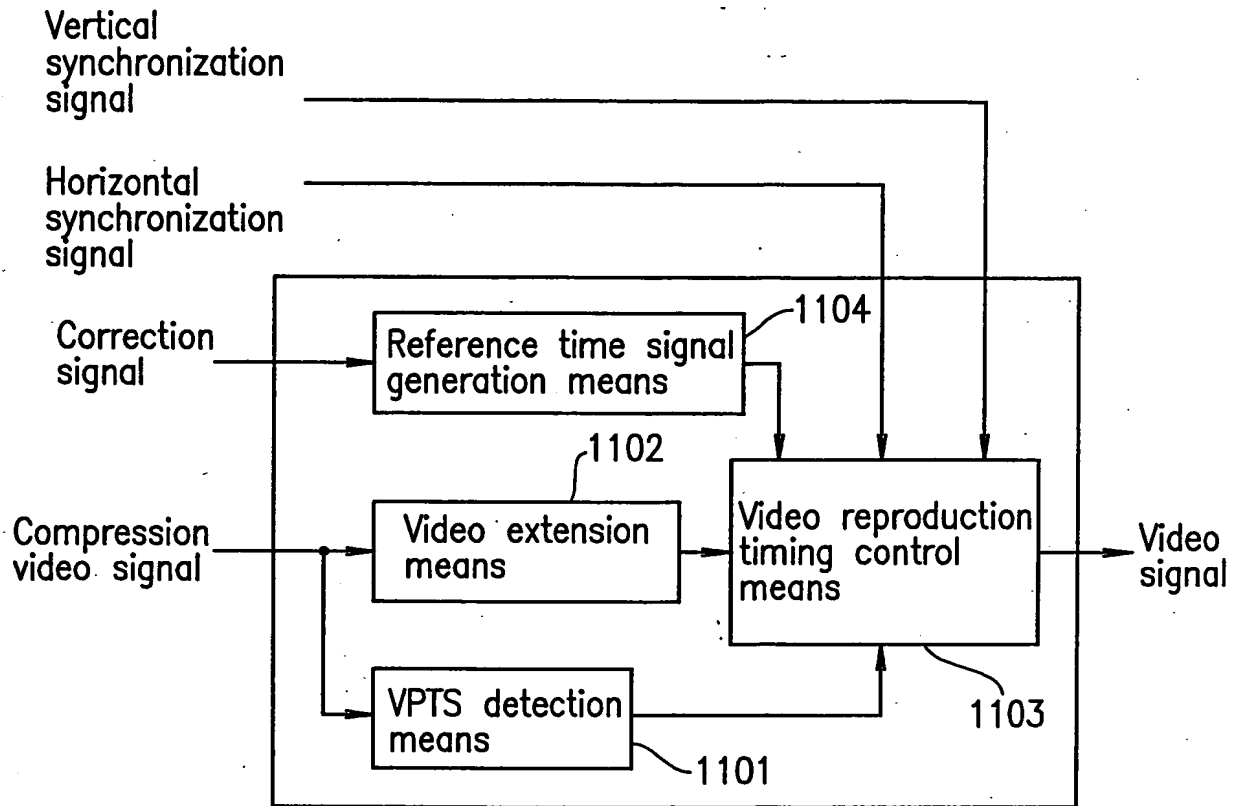 Vertical
synchronization
signal
Horizontal
synchronization
signal
Correction
signal
1104
Reference time signal
generation means
1102
Compression
video signal
Video extension
means
Video reproduction
timing control
means
Video
signal
VPTS detection
means
1103
1101